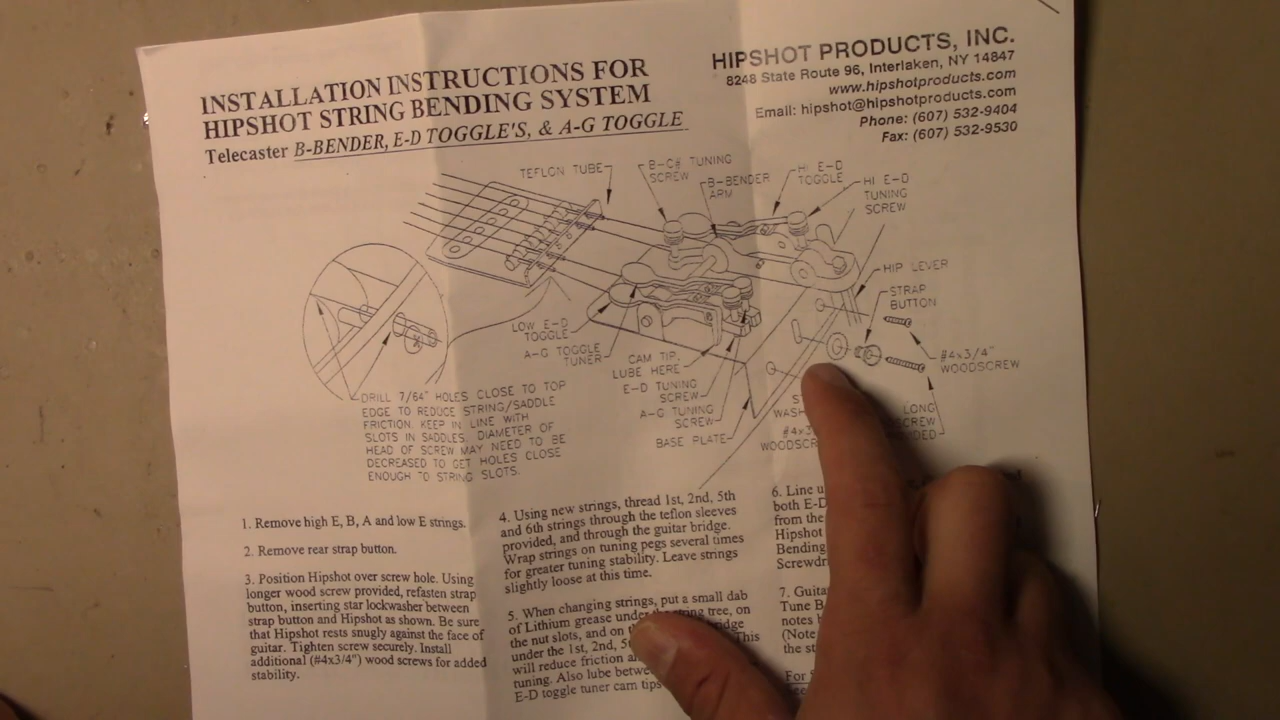 INSTALLATION INSTRUCTIONS FOR
HIPSHOT STRING BENDING SYSTEM
Telecaster B-BENDER, E-D TOGGLE'S, & A-G TOGGLE
HIPSHOT PRODUCTS, INC.
8248 State Route 96, Interlaken, NY 14847
www.hipshotproducts.com
Email: hipshot@hipshotproducts.com
Phone: (607) 532-9404
Fax: (607) 532-9530
TEFLON TUBE
B-C# TUNING
SCREW
B-BENDER
ARM
HI E-D
TOGGLE
HI E-D
TUNING
SCREW
HIP LEVER
STRAP
BUTTON
#4x3/4"
WOODSCREW
LOW E-D
TOGGLE
A-G TOGGLE
TUNER
CAM TIP,
LUBE HERE
E-D TUNING
SCREW
A-G TUNING
SCREW
BASE PLATE
LONG
DRILL 7/64" HOLES CLOSE TO TOP
EDGE TO REDUCE STRING/SADDLE
FRICTION. KEEP IN LINE WITH
SLOTS IN SADDLES. DIAMETER OF
HEAD OF SCREW MAY NEED TO BE
DECREASED TO GET HOLES CLOSE
ENOUGH TO STRING SLOTS.
1. Remove high E, B, A and low E strings.
2. Remove rear strap button.
3. Position Hipshot over screw hole. Using
longer wood screw provided, refasten strap
button, inserting star lockwasher between
strap button and Hipshot as shown. Be sure
that Hipshot rests snugly against the face of
guitar. Tighten screw securely. Install
additional (#4x3/4") wood screws for added
stability.
4. Using new strings, thread 1st, 2nd, 5th
and 6th strings through the teflon sleeves
provided, and through the guitar bridge.
Wrap strings on tuning pegs several times
for greater tuning stability. Leave strings
slightly loose at this time.
5. When changing strings, put a small dab
of Lithium grease under the string tree, on
the nut slots, and on
under the 1st, 2nd, This
will reduce friction
tuning. Also lube
E-D toggle tuner cam tips
6. Line
both E-D
from the
Hipshot
Bending
7.
Tune B
notes
(Note
the
For